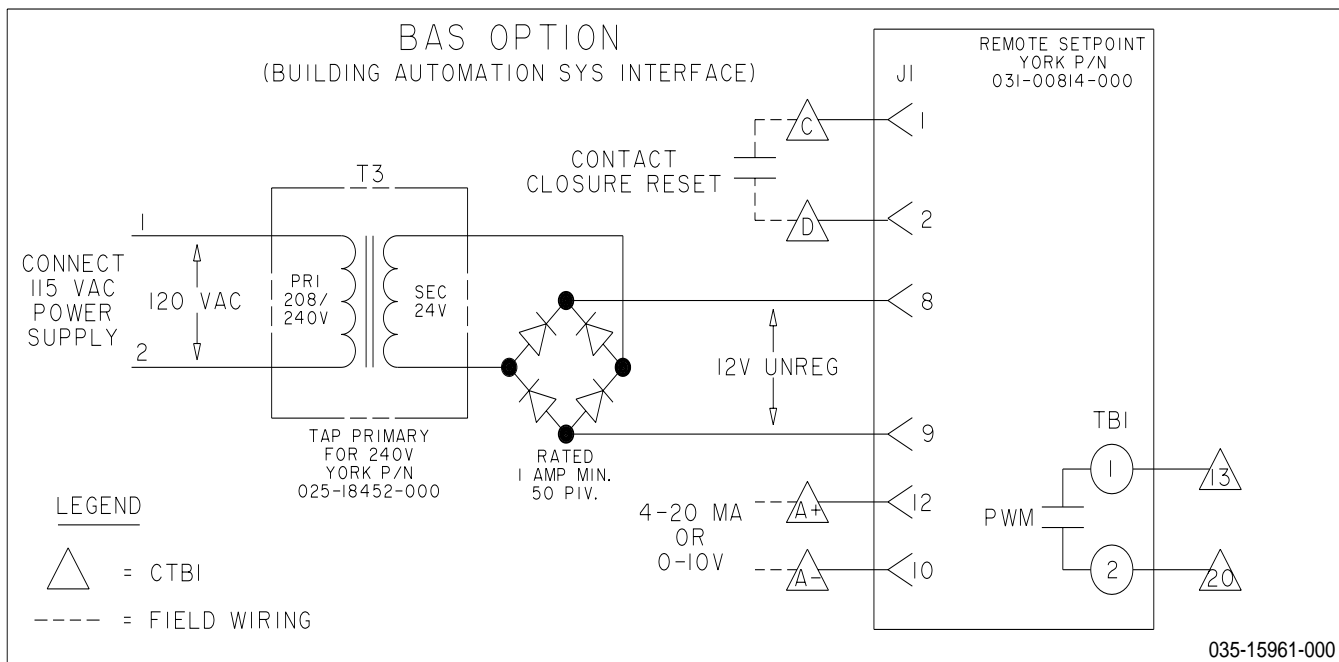 BAS OPTION
(BUILDING AUTOMATION SYS INTERFACE)
REMOTE SETPOINT
YORK P/N
031-00814-000
J1
C
1
CONTACT
CLOSURE RESET
D
2
T3
1
CONNECT
115 VAC
POWER
SUPPLY
120 VAC
2
PRI
208/
240V
SEC
24V
8
12V UNREG
9
TAP PRIMARY
FOR 240V
YORK P/N
025-18452-000
RATED
1 AMP MIN.
50 PIV.
4-20 MA
OR
0-10V
A+
12
A-
10
TB1
1
13
PWM
2
20
LEGEND
= CTB1
---- = FIELD WIRING
035-15961-000